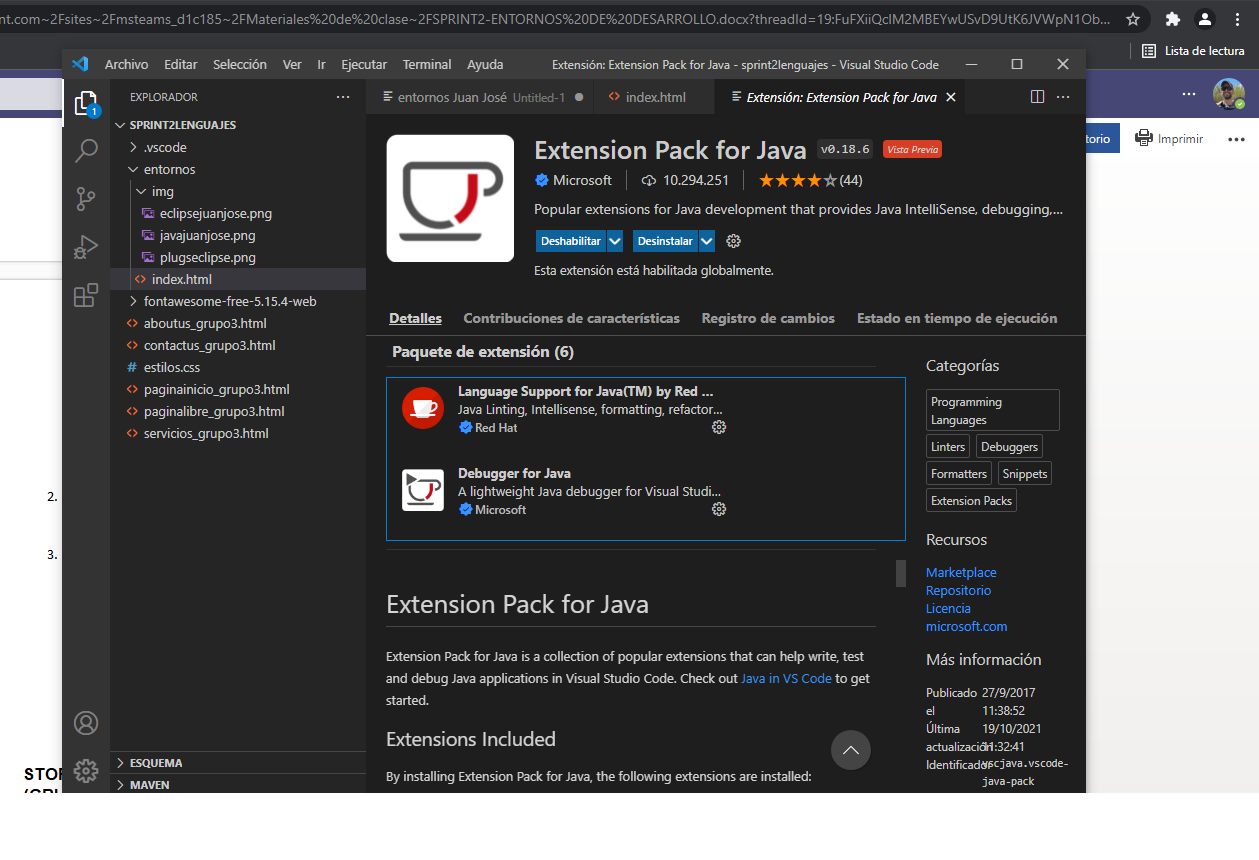 nt.com~2Fsites~2Fmsteams_d1c185~2FMateriales%20de%20clase~2FSPRINT2-ENTORNOS%20DE%20DESARROLLO.docx?threadId=19:FuFXiiQcIM2MBEYwUSvD9UtK6JVWpN1Ob...
Lista de lectura
Archivo Editar Selección Ver Ir Ejecutar Terminal Ayuda
Extensión: Extension Pack for Java - sprint2lenguajes - Visual Studio Code
torio Imprimir
1
EXPLORADOR
SPRINT2LENGUAJES
.vscode
entornos
img
eclipsejuanjose.png
javajuanjose.png
plugseclipse.png
index.html
fontawesome-free-5.15.4-web
aboutus_grupo3.html
contactus_grupo3.html
# estilos.css
paginainicio_grupo3.html
paginalibre_grupo3.html
servicios_grupo3.html
ESQUEMA
MAVEN
entornos Juan José Untitled-1
index.html
Extensión: Extension Pack for Java
Extension Pack for Java v0.18.6 Vista Previa
Microsoft 10.294.251 (44)
Popular extensions for Java development that provides Java IntelliSense, debugging,...
Deshabilitar Desinstalar
Esta extensión está habilitada globalmente.
Detalles Contribuciones de características Registro de cambios Estado en tiempo de ejecución
Paquete de extensión (6)
Language Support for Java(TM) by Red ...
Java Linting, Intellisense, formatting, refactor...
Red Hat
Debugger for Java
A lightweight Java debugger for Visual Studi...
Microsoft
Extension Pack for Java
Extension Pack for Java is a collection of popular extensions that can help write, test
and debug Java applications in Visual Studio Code. Check out Java in VS Code to get
started.
Extensions Included
By installing Extension Pack for Java, the following extensions are installed:
Categorías
Programming
Languages
Linters Debuggers
Formatters Snippets
Extension Packs
Recursos
Marketplace
Repositorio
Licencia
microsoft.com
Más información
Publicado 27/9/2017
el 11:38:52
Última 19/10/2021
actualización 11:32:41
Identificador vscjava.vscode-
java-pack
2.
3.